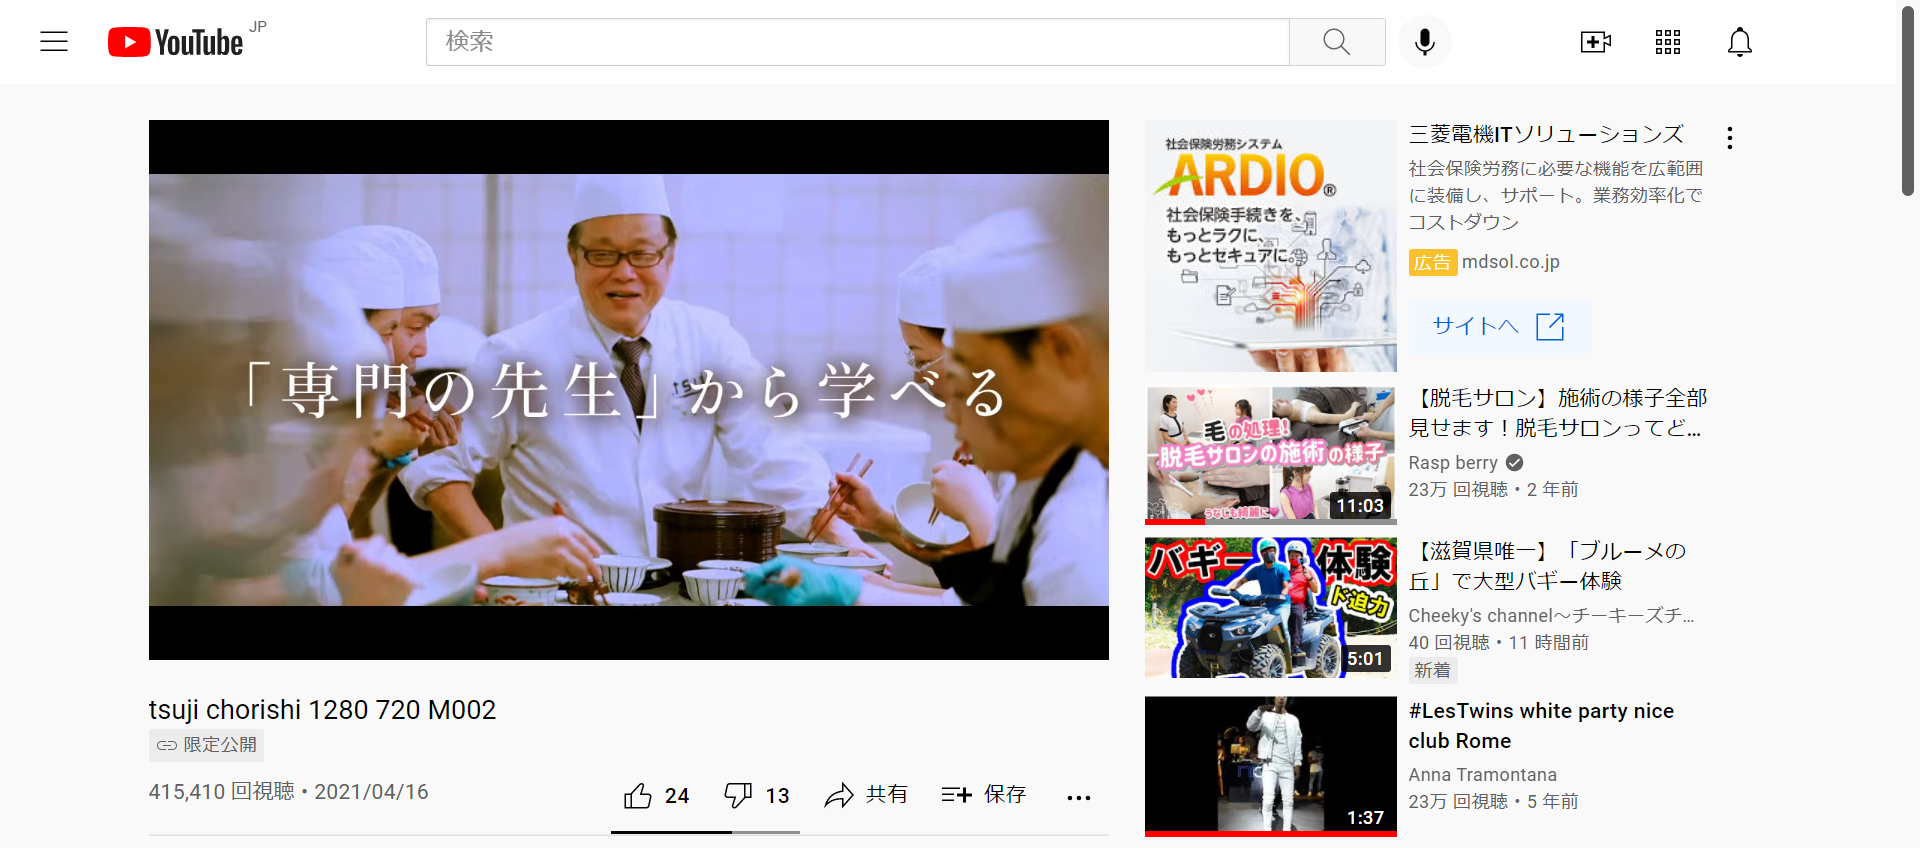 YouTube JP
検索
「専門の先生」から学べる
tsuji chorishi 1280 720 M002
限定公開
415,410 回視聴・2021/04/16
24
13
共有
保存
社会保険労務システム
ARDIO®
社会保険手続きを、
もっとラクに、
もっとセキュアに。
三菱電機ITソリューションズ
社会保険労務に必要な機能を広範囲
に装備し、サポート。業務効率化で
コストダウン
広告 mdsol.co.jp
サイトへ
毛の処理!
脱毛サロンの施術の様子
うなじも綺麗に
11:03
【脱毛サロン】施術の様子全部
見せます！脱毛サロンってど...
Rasp berry
23万 回視聴・2 年前
バギー体験
ド迫力
5:01
【滋賀県唯一】「ブルーメの
丘」で大型バギー体験
Cheeky's channel〜チーキーズチ...
40 回視聴・11 時間前
新着
1:37
#LesTwins white party nice
club Rome
Anna Tramontana
23万 回視聴・5 年前